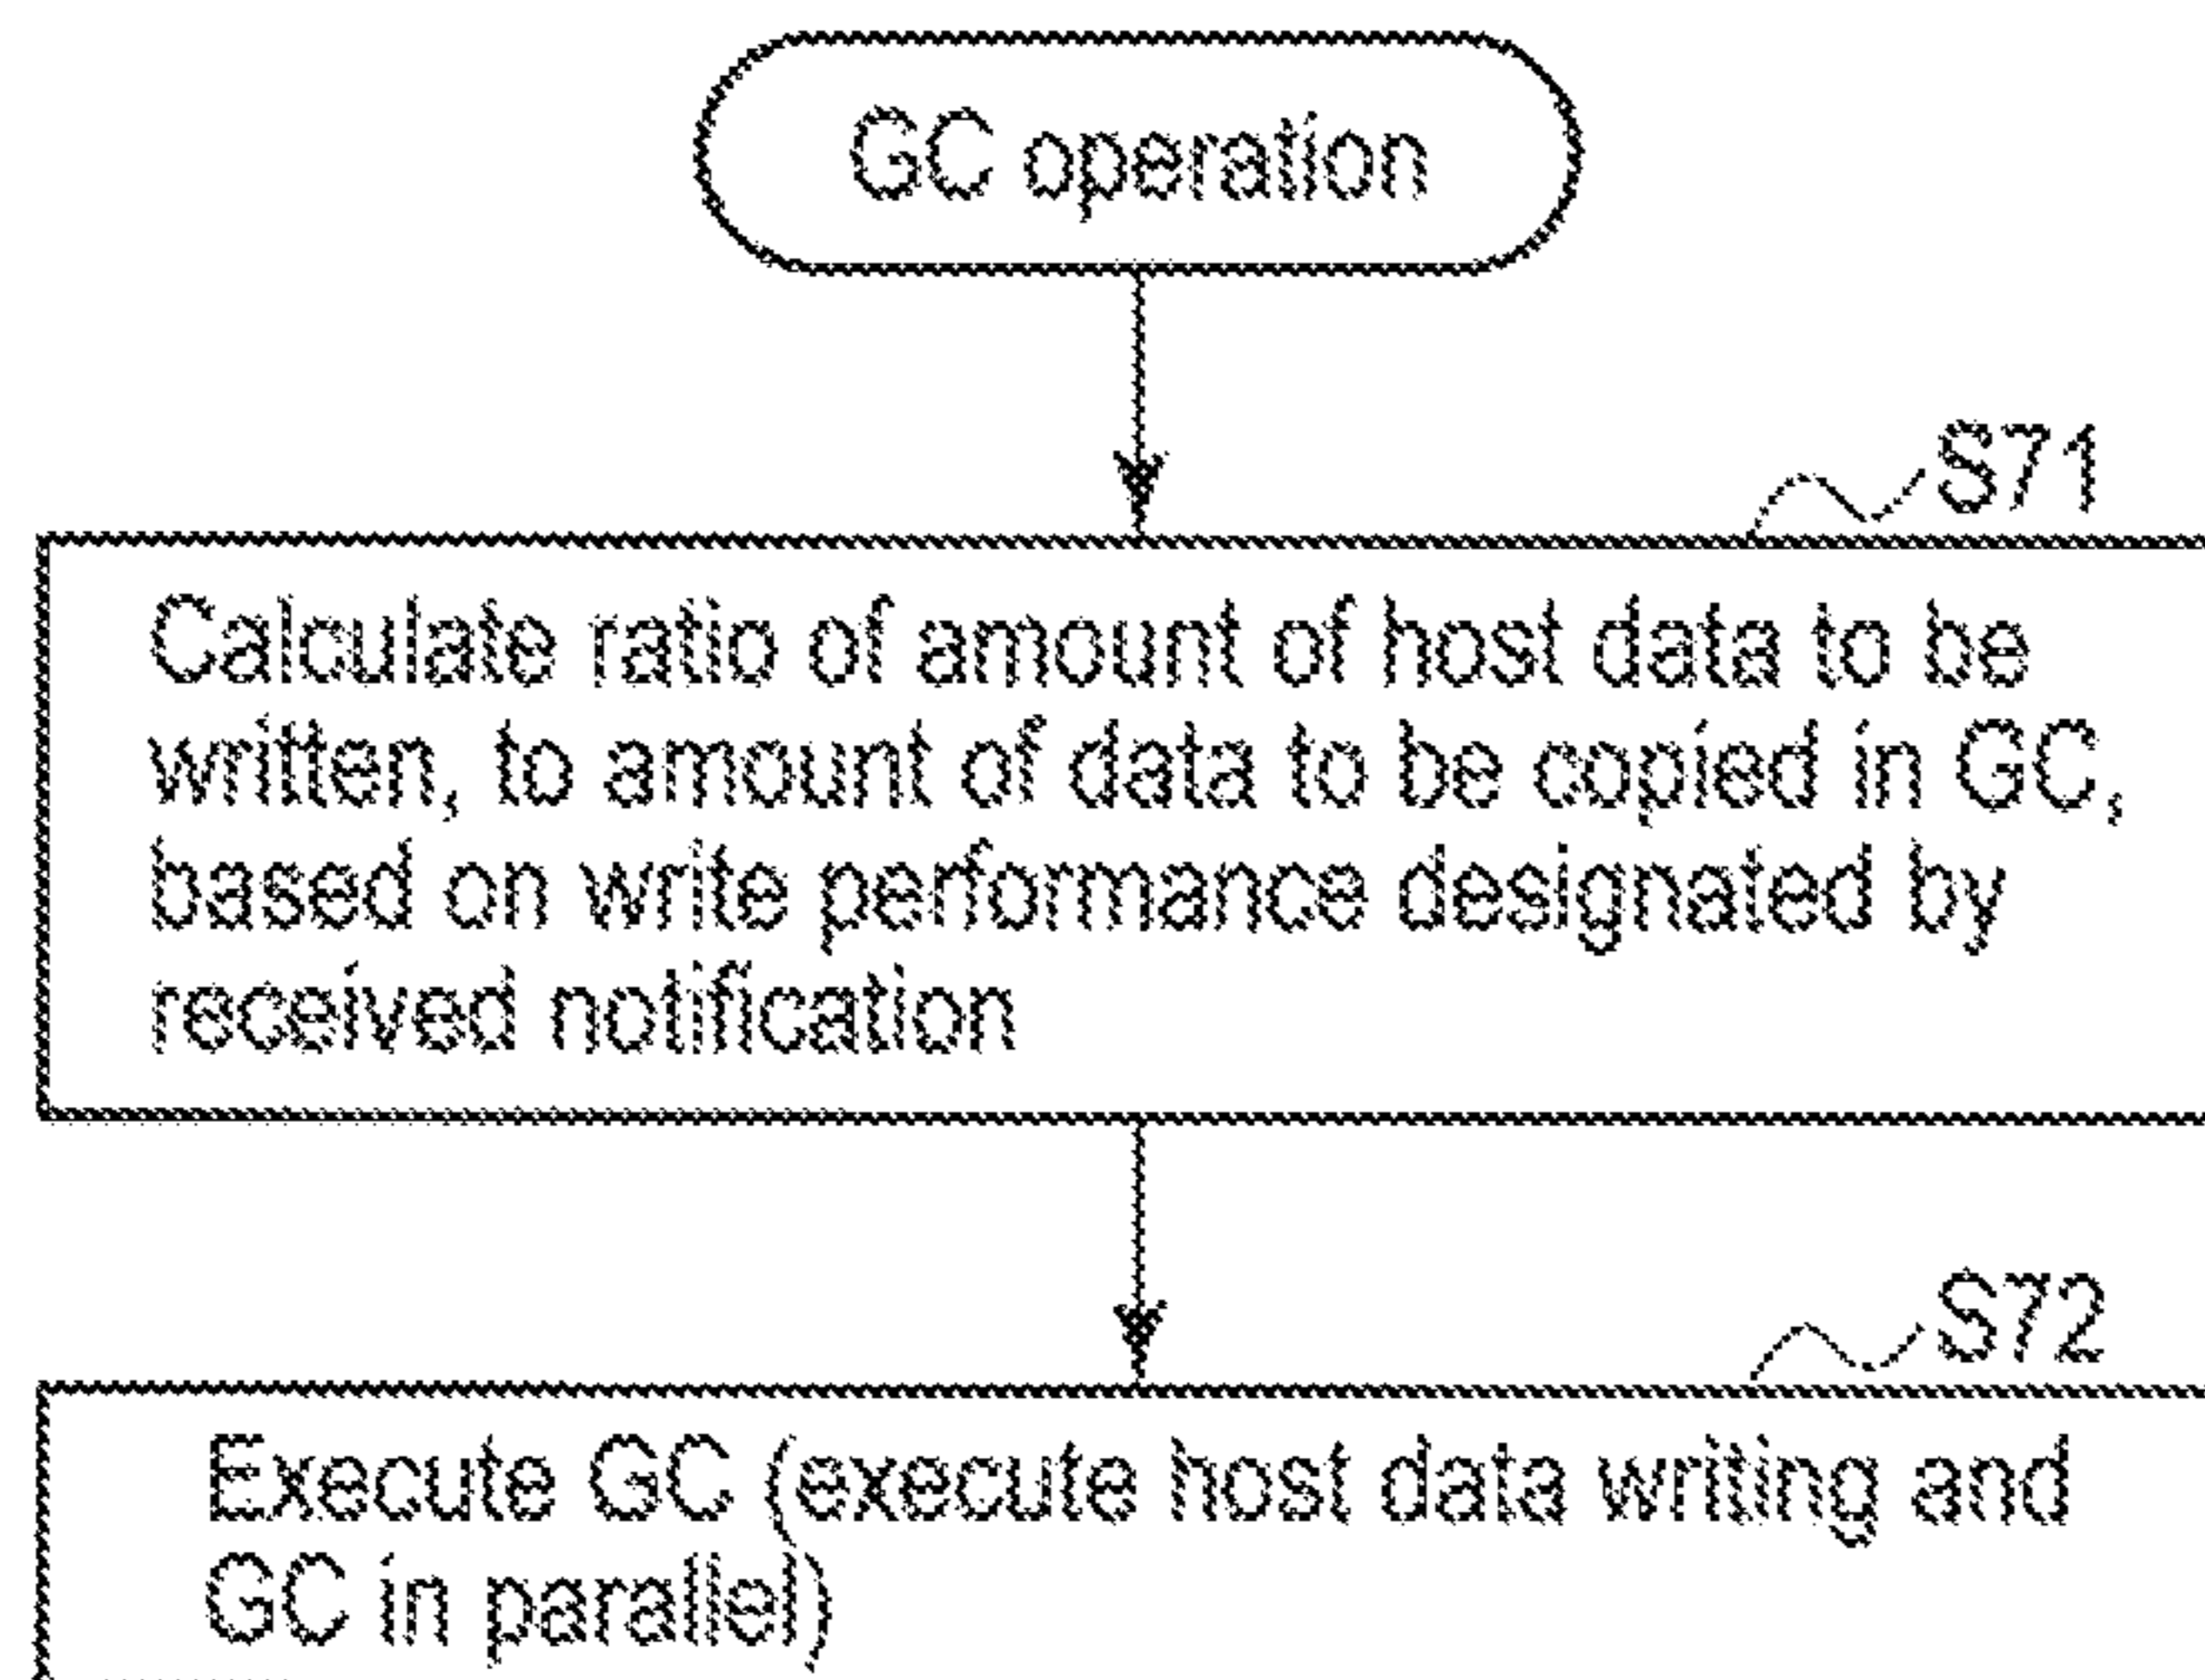 GC operation
S71
Calculate ratio of amount of host data to be
written, to amount of data to be copied in GC,
based on write performance designated by
received notification
S72
Execute GC (execute host data writing and
GC in parallel)